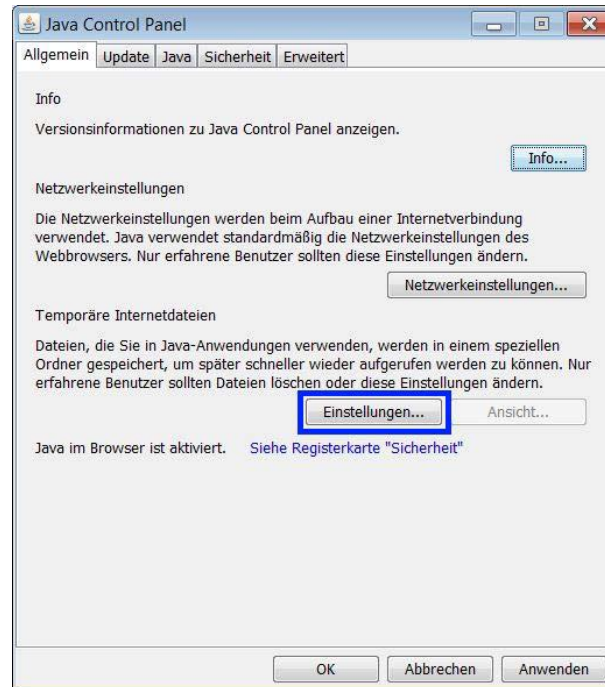 Java Control Panel
Allgemein Update Java Sicherheit Erweitert
Info
Versionsinformationen zu Java Control Panel anzeigen.
Info...
Netzwerkeinstellungen
Die Netzwerkeinstellungen werden beim Aufbau einer Internetverbindung
verwendet. Java verwendet standardmäßig die Netzwerkeinstellungen des
Webbrowsers. Nur erfahrene Benutzer sollten diese Einstellungen ändern.
Netzwerkeinstellungen...
Temporäre Internetdateien
Dateien, die Sie in Java-Anwendungen verwenden, werden in einem speziellen
Ordner gespeichert, um später schneller wieder aufgerufen werden zu können. Nur
erfahrene Benutzer sollten Dateien löschen oder diese Einstellungen ändern.
Einstellungen... Ansicht...
Java im Browser ist aktiviert. Siehe Registerkarte "Sicherheit"
OK Abbrechen Anwenden